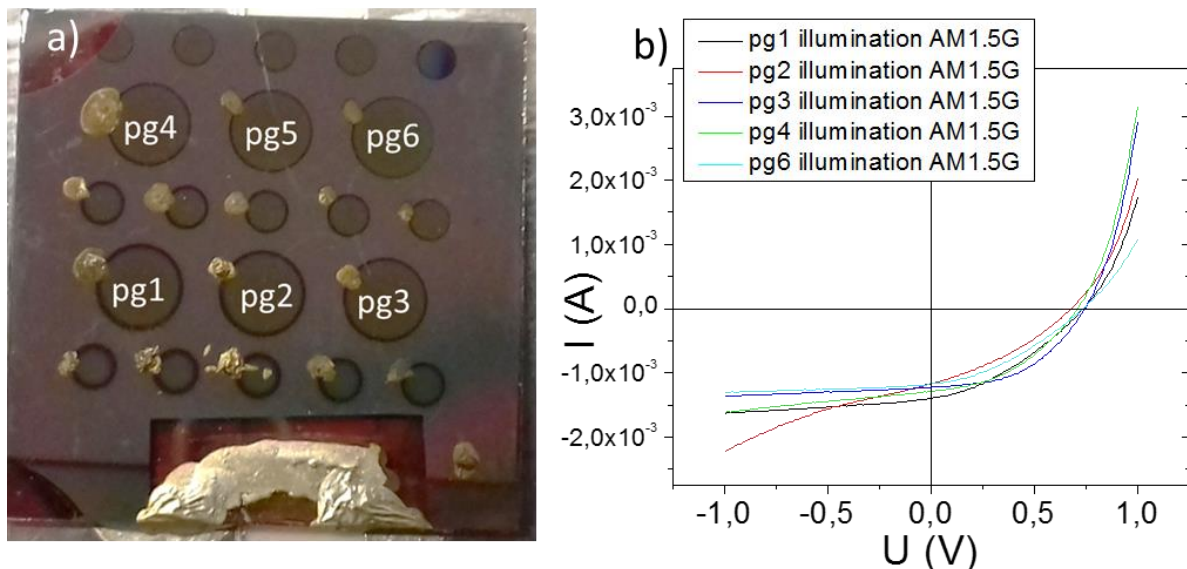 a)
pg4 pg5 pg6
pg1 pg2 pg3
b)
pg1 illumination AM1.5G
pg2 illumination AM1.5G
pg3 illumination AM1.5G
pg4 illumination AM1.5G
pg6 illumination AM1.5G
3,0x10⁻³
2,0x10⁻³
1,0x10⁻³
0,0
-1,0x10⁻³
-2,0x10⁻³
I (A)
-1,0 -0,5 0,0 0,5 1,0
U (V)